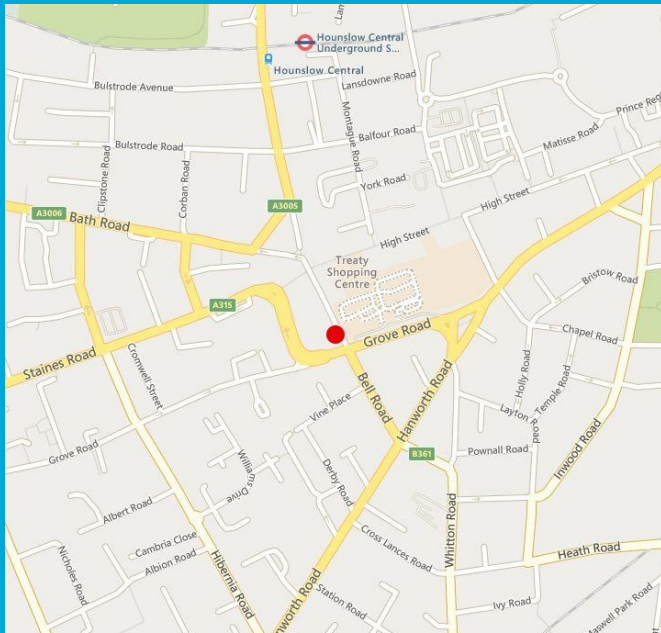 Hounslow Central
Underground S...
Hounslow Central
Lansdowne Road
Bulstrode Avenue
Montague Road
Prince Reg
Balfour Road
Matisse Road
Bulstrode Road
Clipstone Road
Corban Road
York Road
High Street
A3006
A3005
Bath Road
High Street
Treaty
Shopping
Centre
Bristow Road
A315
Grove Road
Chapel Road
Staines Road
Cromwell Street
Holly Road
Temple Road
Bell Road
Hanworth Road
Vine Place
Layton Road
Inwood Road
Grove Road
B361
Pownall Road
Williams Drive
Derby Road
Albert Road
Whitton Road
Cross Lances Road
Cambria Close
Albion Road
Heath Road
Nicholes Road
Hibernia Road
Station Road
nworth Road
Ivy Road
aswell Park Road